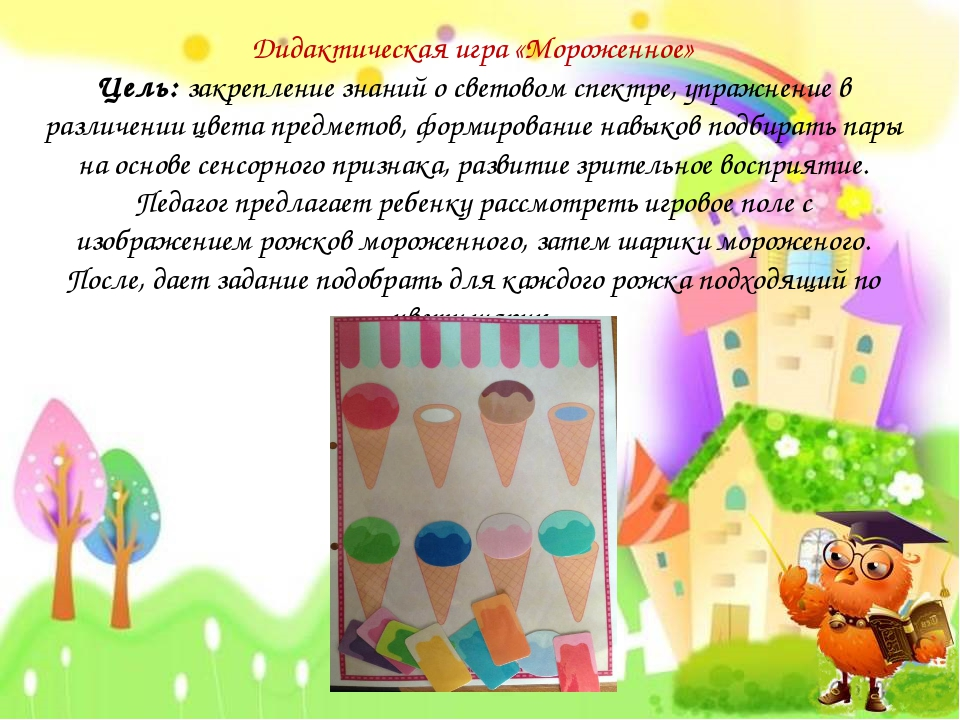 Дидактическая игра «Мороженное»
Цель: закрепление знаний о световом спектре, упражнение в
различении цвета предметов, формирование навыков подбирать пары
на основе сенсорного признака, развитие зрительное восприятие.
Педагог предлагает ребенку рассмотреть игровое поле с
изображением рожков мороженного, затем шарики мороженого.
После, дает задание подобрать для каждого рожка подходящий по